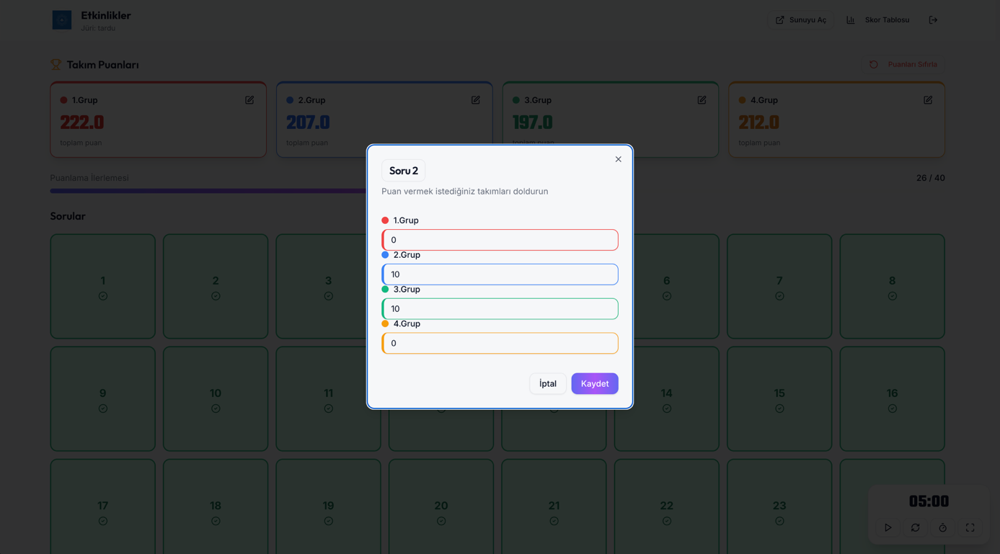 Etkinlikler
Jüri: tardu
Sunuyu Aç
Skor Tablosu
Takım Puanları
Puanları Sıfırla
1.Grup
222.0
toplam puan
2.Grup
207.0
toplam puan
3.Grup
197.0
toplam puan
4.Grup
212.0
toplam puan
Puanlama İlerlemesi
26 / 40
Sorular
Soru 2
Puan vermek istediğiniz takımları doldurun
1.Grup
0
2.Grup
10
3.Grup
10
4.Grup
0
İptal
Kaydet
1
2
3
6
7
8
9
10
11
14
15
16
17
18
19
20
21
22
23
05:00